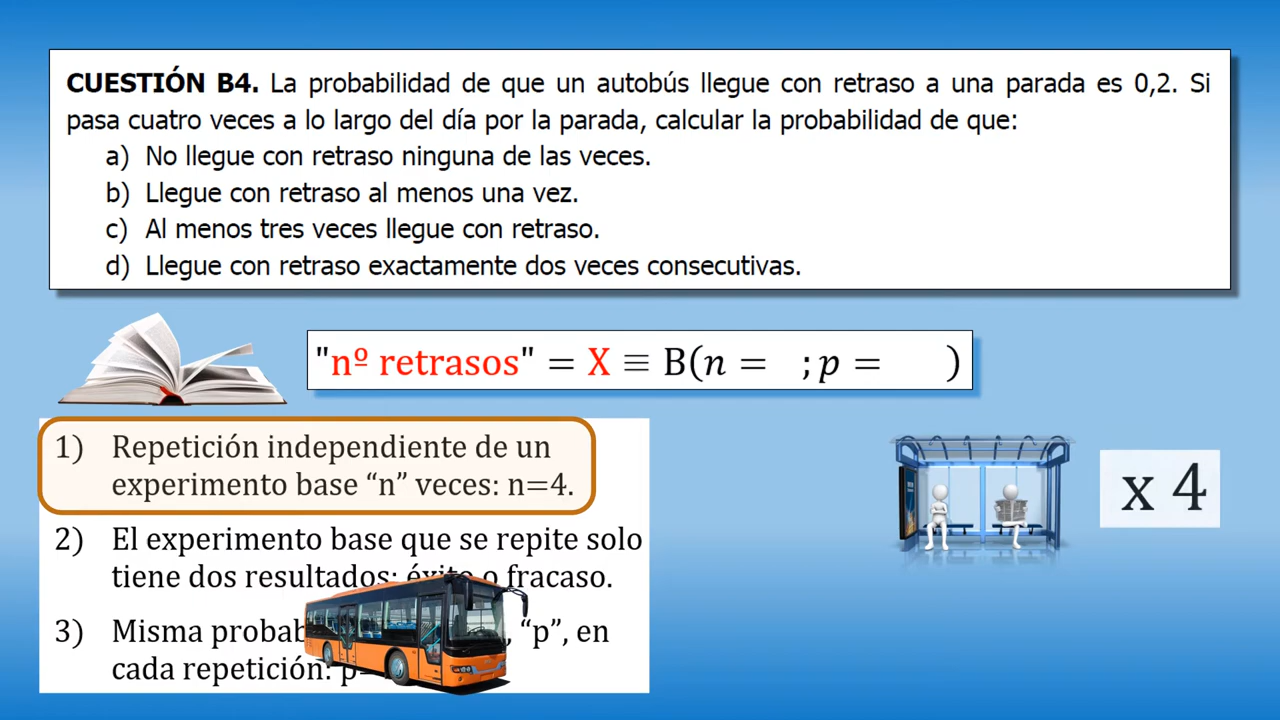 CUESTIÓN B4. La probabilidad de que un autobús llegue con retraso a una parada es 0,2. Si
pasa cuatro veces a lo largo del día por la parada, calcular la probabilidad de que:
a) No llegue con retraso ninguna de las veces.
b) Llegue con retraso al menos una vez.
c) Al menos tres veces llegue con retraso.
d) Llegue con retraso exactamente dos veces consecutivas.
"nº retrasos" = X ≡ B(n = ; p = )
1) Repetición independiente de un
experimento base “n” veces: n=4.
2) El experimento base que se repite solo
tiene dos resultados: éxito o fracaso.
3) Misma “p”, en
cada repetición:
x 4